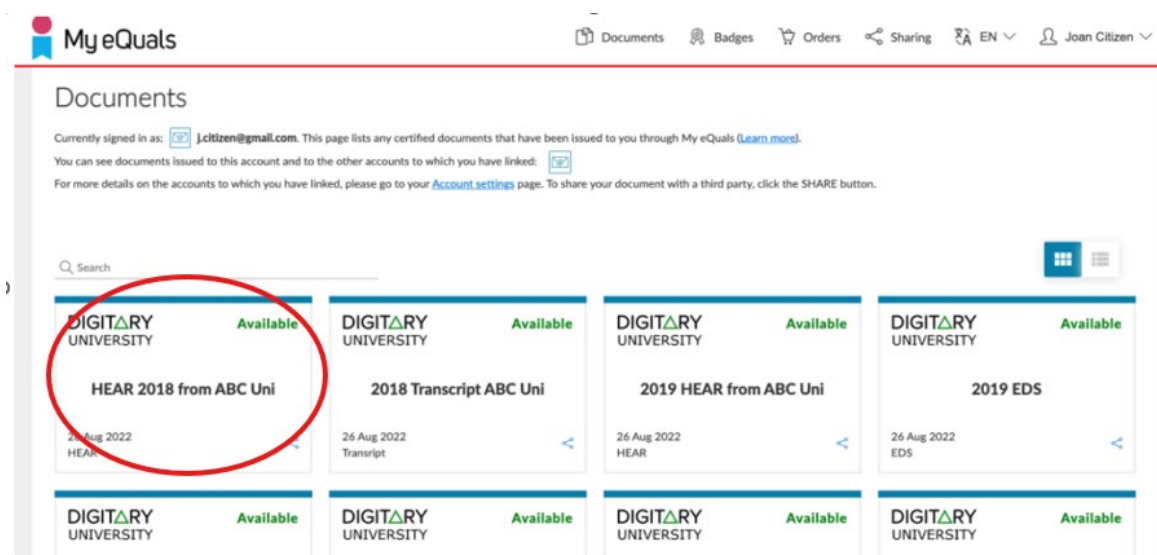 My eQuals
Documents Badges Orders Sharing EN Joan Citizen
Documents
Currently signed in as: j.citizen@gmail.com. This page lists any certified documents that have been issued to you through My eQuals (Learn more).
You can see documents issued to this account and to the other accounts to which you have linked:
For more details on the accounts to which you have linked, please go to your Account settings page. To share your document with a third party, click the SHARE button.
Search
DIGITARY Available DIGITARY Available DIGITARY Available DIGITARY Available
UNIVERSITY UNIVERSITY UNIVERSITY UNIVERSITY
HEAR 2018 from ABC Uni 2018 Transcript ABC Uni 2019 HEAR from ABC Uni 2019 EDS
26 Aug 2022 26 Aug 2022 26 Aug 2022 26 Aug 2022
HEAR Transript HEAR EDS
DIGITARY Available DIGITARY Available DIGITARY Available DIGITARY Available
UNIVERSITY UNIVERSITY UNIVERSITY UNIVERSITY